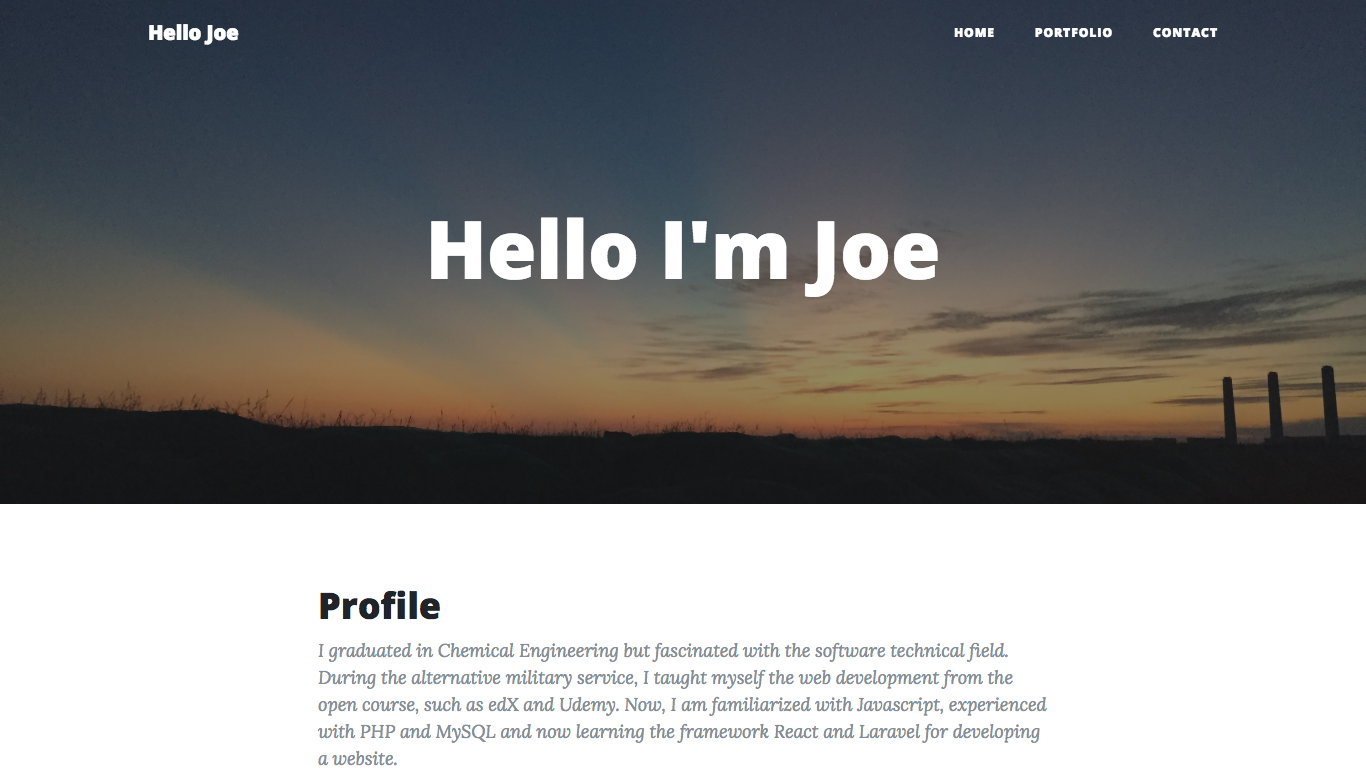 Hello Joe
HOME PORTFOLIO CONTACT
Hello I'm Joe
Profile
I graduated in Chemical Engineering but fascinated with the software technical field.
During the alternative military service, I taught myself the web development from the
open course, such as edX and Udemy. Now, I am familiarized with Javascript, experienced
with PHP and MySQL and now learning the framework React and Laravel for developing
a website.